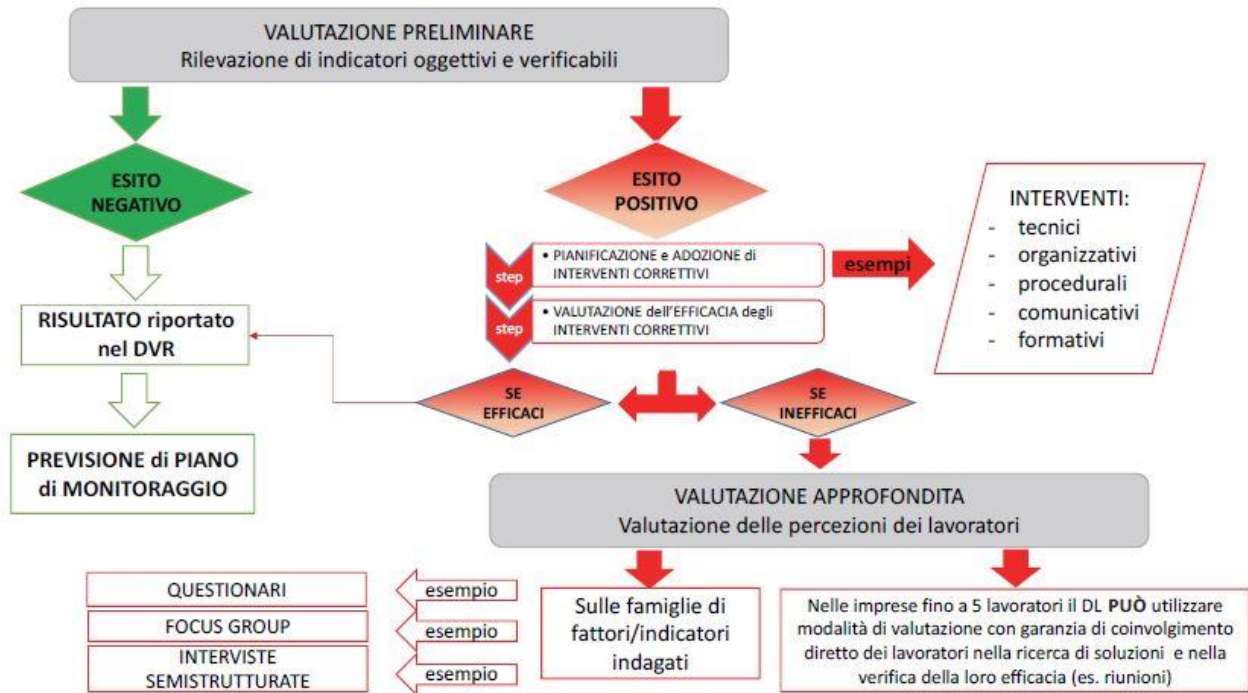 VALUTAZIONE PRELIMINARE
Rilevazione di indicatori oggettivi e verificabili
ESITO
NEGATIVO
ESITO
POSITIVO
RISULTATO riportato
nel DVR
PREVISIONE di PIANO
di MONITORAGGIO
step
• PIANIFICAZIONE e ADOZIONE di
INTERVENTI CORRETTIVI
step
• VALUTAZIONE dell'EFFICACIA degli
INTERVENTI CORRETTIVI
esempi
INTERVENTI:
- tecnici
- organizzativi
- procedurali
- comunicativi
- formativi
SE
EFFICACI
SE
INEFFICACI
VALUTAZIONE APPROFONDITA
Valutazione delle percezioni dei lavoratori
Sulle famiglie di
fattori/indicatori
indagati
esempio
QUESTIONARI
esempio
FOCUS GROUP
esempio
INTERVISTE
SEMISTRUTTURATE
Nelle imprese fino a 5 lavoratori il DL PUÒ utilizzare
modalità di valutazione con garanzia di coinvolgimento
diretto dei lavoratori nella ricerca di soluzioni e nella
verifica della loro efficacia (es. riunioni)